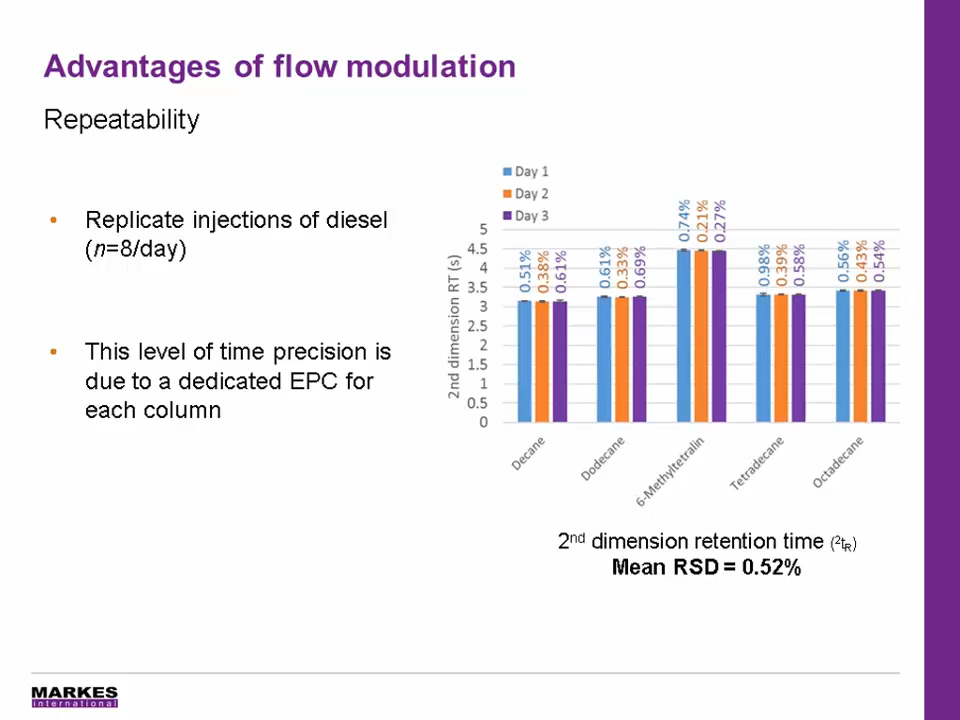 Advantages of flow modulation
Repeatability
• Replicate injections of diesel
(n=8/day)
• This level of time precision is
due to a dedicated EPC for
each column
Day 1
Day 2
Day 3
2nd dimension RT (s)
5
4.5
4
3.5
3
2.5
2
1.5
1
0.5
0
0.51%
0.38%
0.61%
0.61%
0.33%
0.69%
0.74%
0.21%
0.27%
0.98%
0.39%
0.58%
0.56%
0.43%
0.54%
Decane
Dodecane
6-Methyltetralin
Tetradecane
Octadecane
2nd dimension retention time (²tR)
Mean RSD = 0.52%
MARKES
international